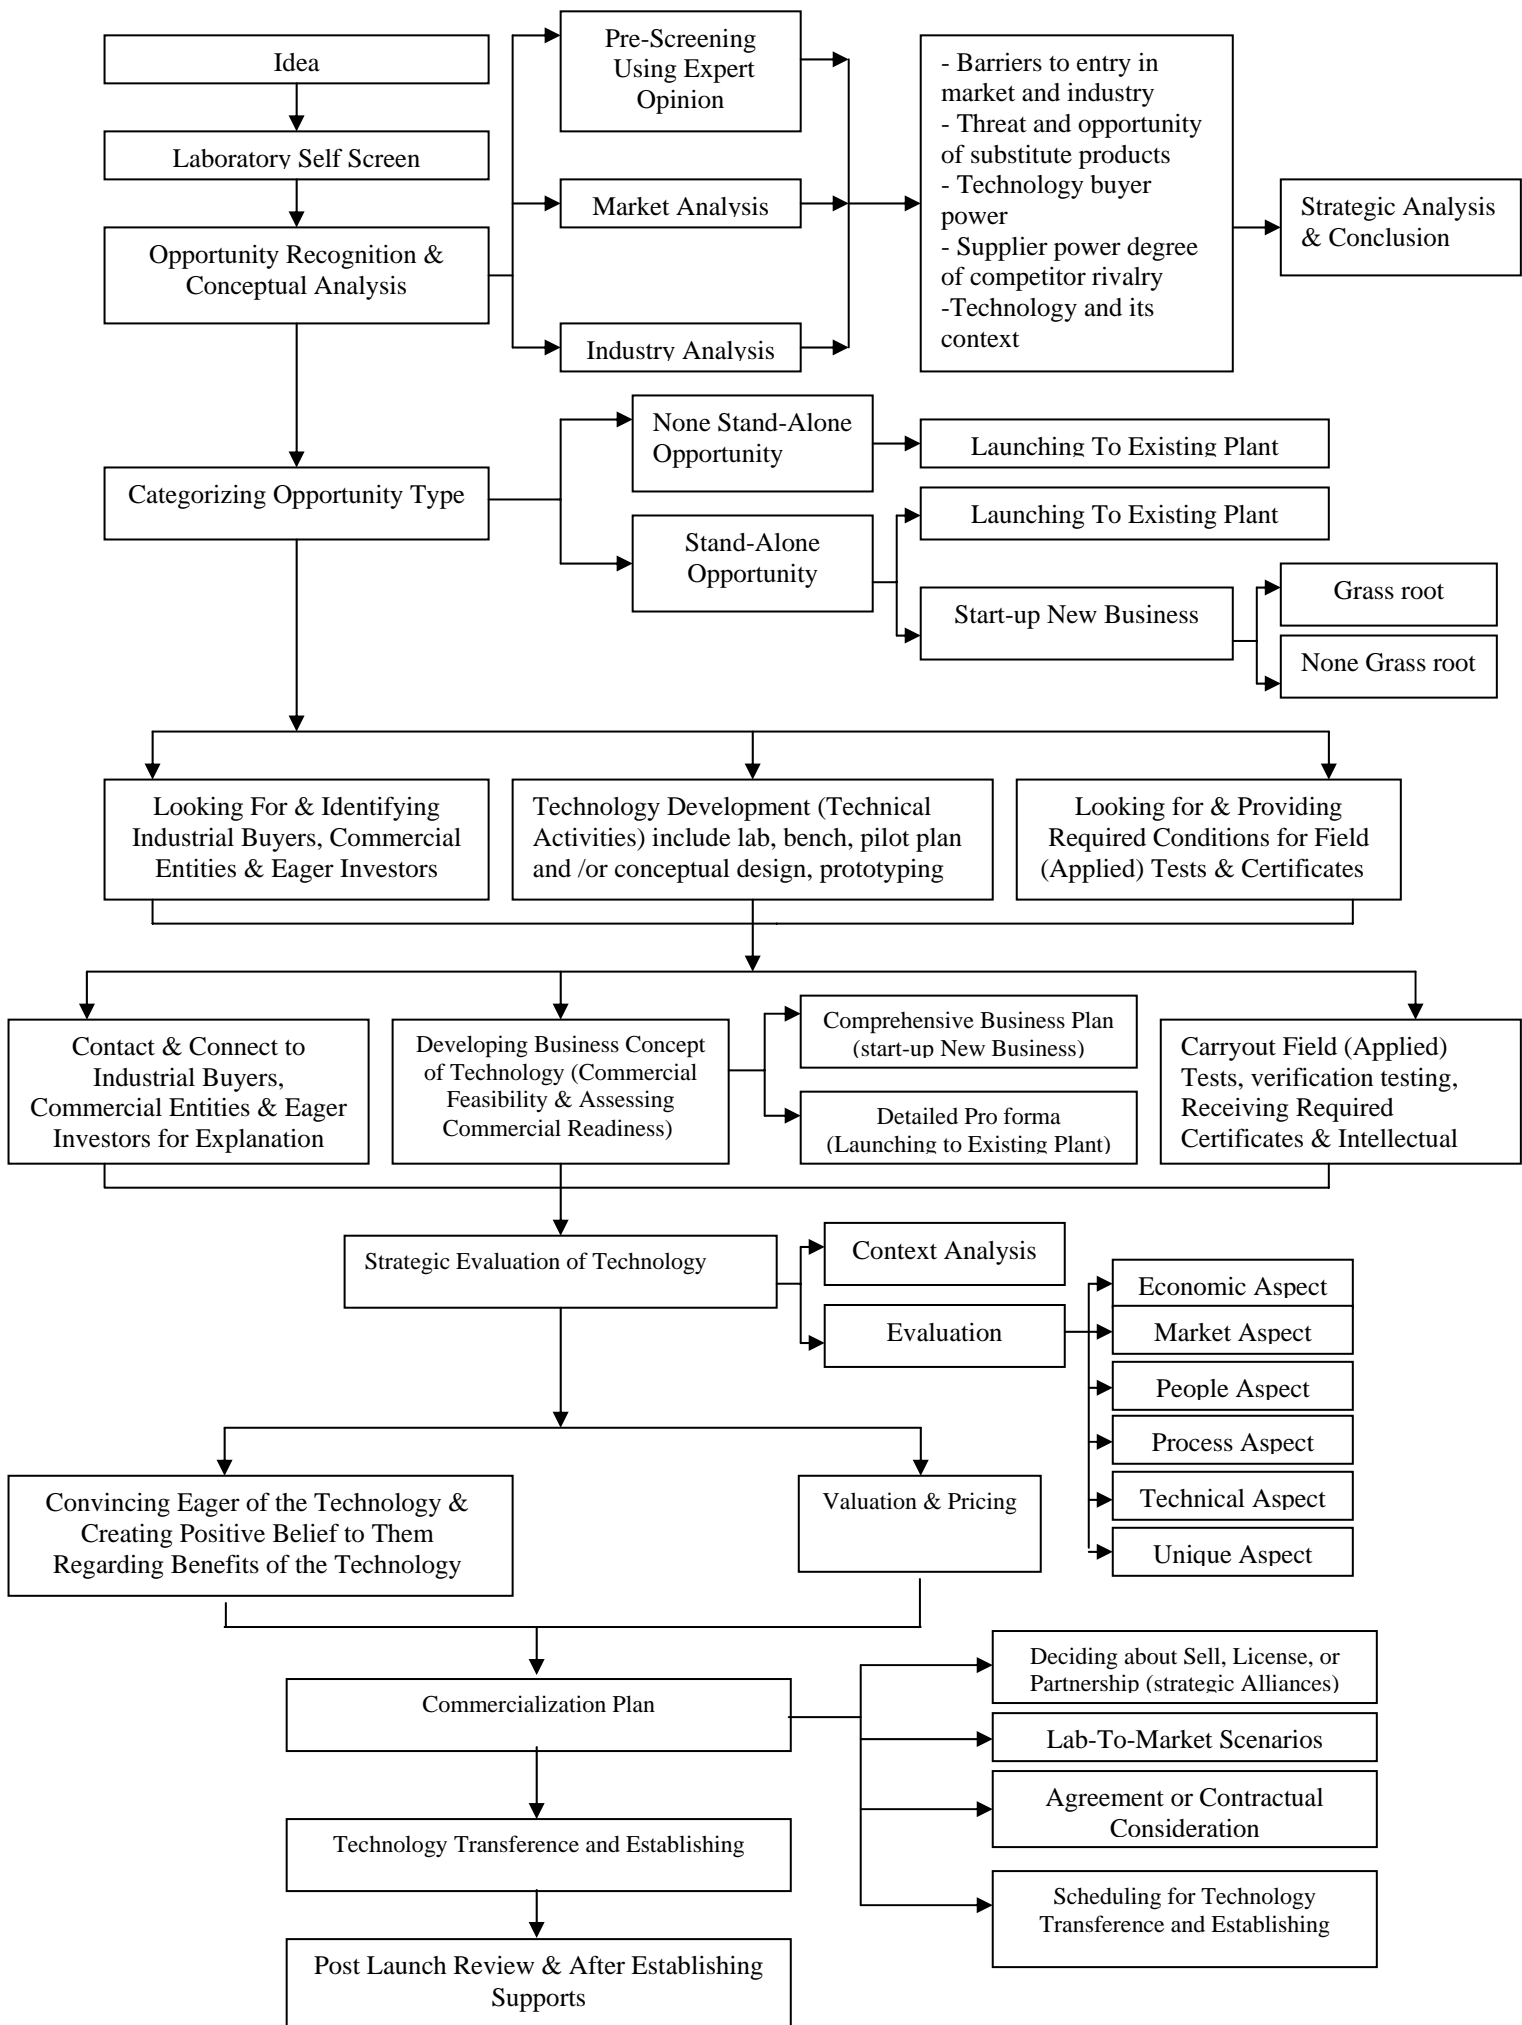 Idea
Laboratory Self Screen
Opportunity Recognition &
Conceptual Analysis
Pre-Screening
Using Expert
Opinion
Market Analysis
Industry Analysis
- Barriers to entry in
market and industry
- Threat and opportunity
of substitute products
- Technology buyer
power
- Supplier power degree
of competitor rivalry
-Technology and its
context
Strategic Analysis
& Conclusion
Categorizing Opportunity Type
None Stand-Alone
Opportunity
Launching To Existing Plant
Stand-Alone
Opportunity
Launching To Existing Plant
Start-up New Business
Grass root
None Grass root
Looking For & Identifying
Industrial Buyers, Commercial
Entities & Eager Investors
Technology Development (Technical
Activities) include lab, bench, pilot plan
and /or conceptual design, prototyping
Looking for & Providing
Required Conditions for Field
(Applied) Tests & Certificates
Contact & Connect to
Industrial Buyers,
Commercial Entities & Eager
Investors for Explanation
Developing Business Concept
of Technology (Commercial
Feasibility & Assessing
Commercial Readiness)
Comprehensive Business Plan
(start-up New Business)
Detailed Pro forma
(Launching to Existing Plant)
Carryout Field (Applied)
Tests, verification testing,
Receiving Required
Certificates & Intellectual
Strategic Evaluation of Technology
Context Analysis
Evaluation
Economic Aspect
Market Aspect
People Aspect
Process Aspect
Technical Aspect
Unique Aspect
Convincing Eager of the Technology &
Creating Positive Belief to Them
Regarding Benefits of the Technology
Valuation & Pricing
Commercialization Plan
Deciding about Sell, License, or
Partnership (strategic Alliances)
Lab-To-Market Scenarios
Agreement or Contractual
Consideration
Scheduling for Technology
Transference and Establishing
Technology Transference and Establishing
Post Launch Review & After Establishing
Supports